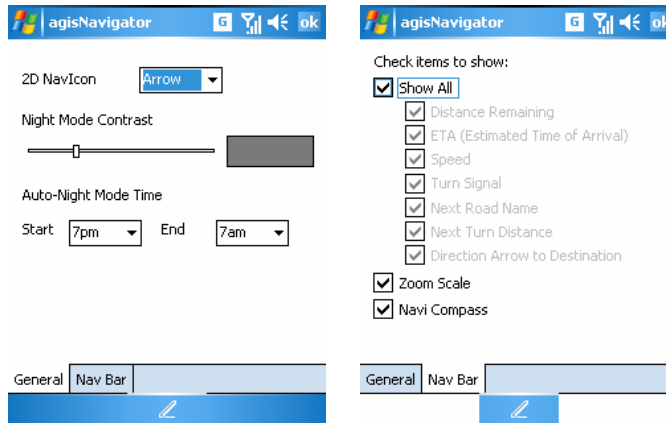 agisNavigator G ok
2D NavIcon Arrow
Night Mode Contrast
Auto-Night Mode Time
Start 7pm End 7am
General Nav Bar
agisNavigator G ok
Check items to show:
Show All
Distance Remaining
ETA (Estimated Time of Arrival)
Speed
Turn Signal
Next Road Name
Next Turn Distance
Direction Arrow to Destination
Zoom Scale
Navi Compass
General Nav Bar